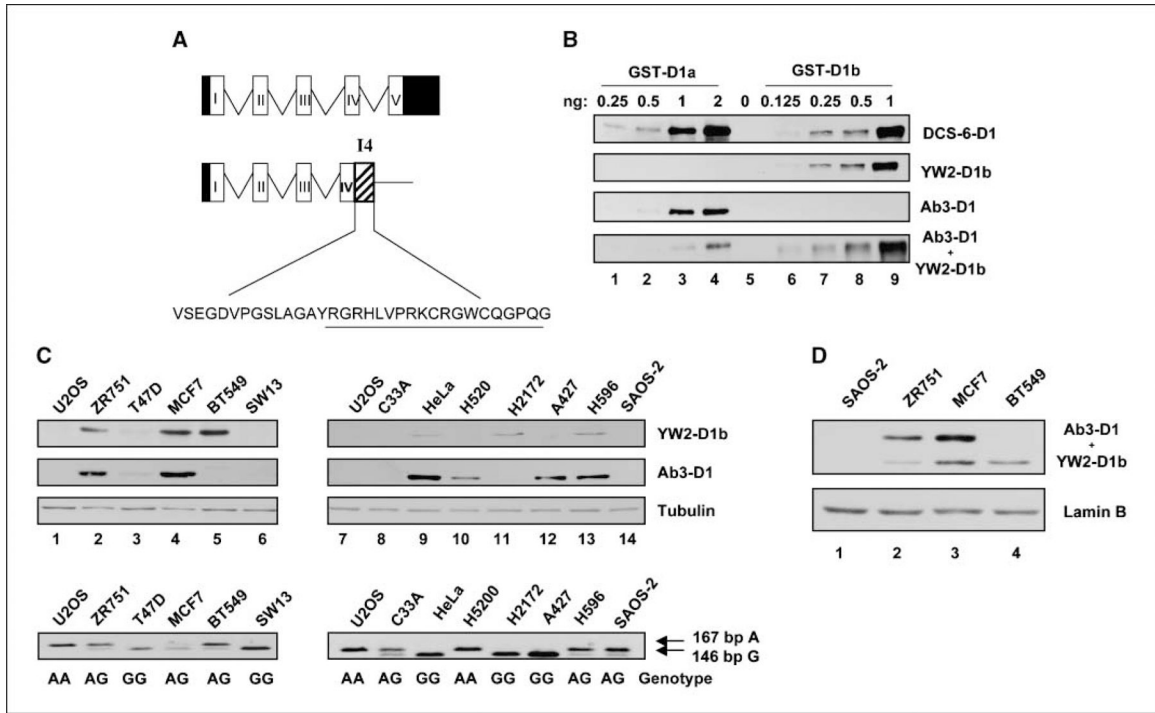 A
I II III IV V
I4
I II III IV
VSEGDVPGSLAGAYRGRHLVPRKCRGWCQGPQG
B
GST-D1a GST-D1b
ng: 0.25 0.5 1 2 0 0.125 0.25 0.5 1
DCS-6-D1
YW2-D1b
Ab3-D1
Ab3-D1
+
YW2-D1b
1 2 3 4 5 6 7 8 9
C
U2OS ZR751 T47D MCF7 BT549 SW13
U2OS C33A HeLa H520 H2172 A427 H596 SAOS-2
YW2-D1b
Ab3-D1
Tubulin
1 2 3 4 5 6 7 8 9 10 11 12 13 14
U2OS ZR751 T47D MCF7 BT549 SW13
U2OS C33A HeLa H5200 H2172 A427 H596 SAOS-2
167 bp A
146 bp G
AA AG GG AG AG GG AA AG GG AA GG GG AG AG Genotype
D
SAOS-2 ZR751 MCF7 BT549
Ab3-D1
+
YW2-D1b
Lamin B
1 2 3 4